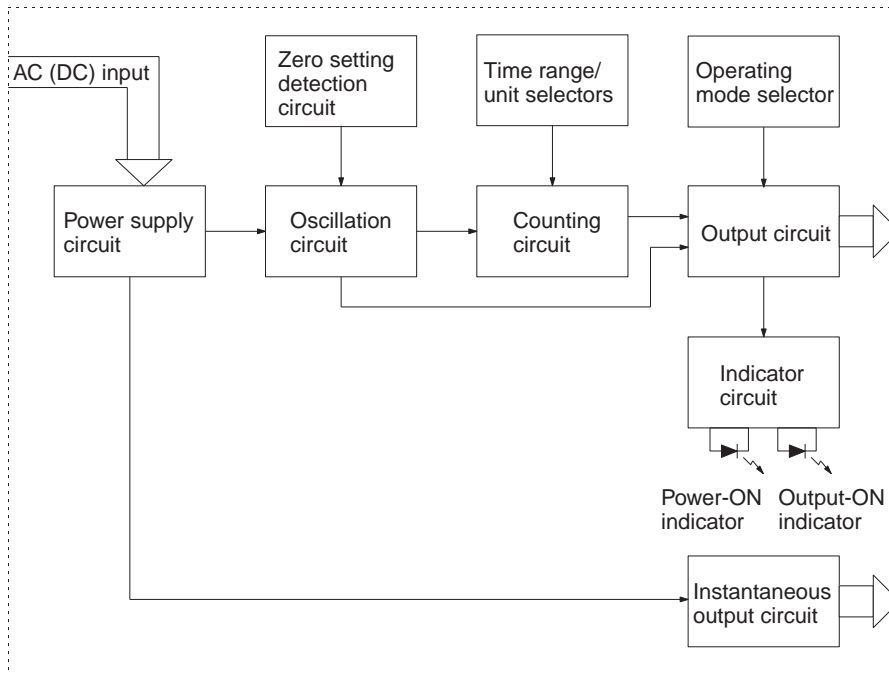 AC (DC) input
Zero setting
detection
circuit
Time range/
unit selectors
Operating
mode selector
Power supply
circuit
Oscillation
circuit
Counting
circuit
Output circuit
Indicator
circuit
Power-ON
indicator
Output-ON
indicator
Instantaneous
output circuit